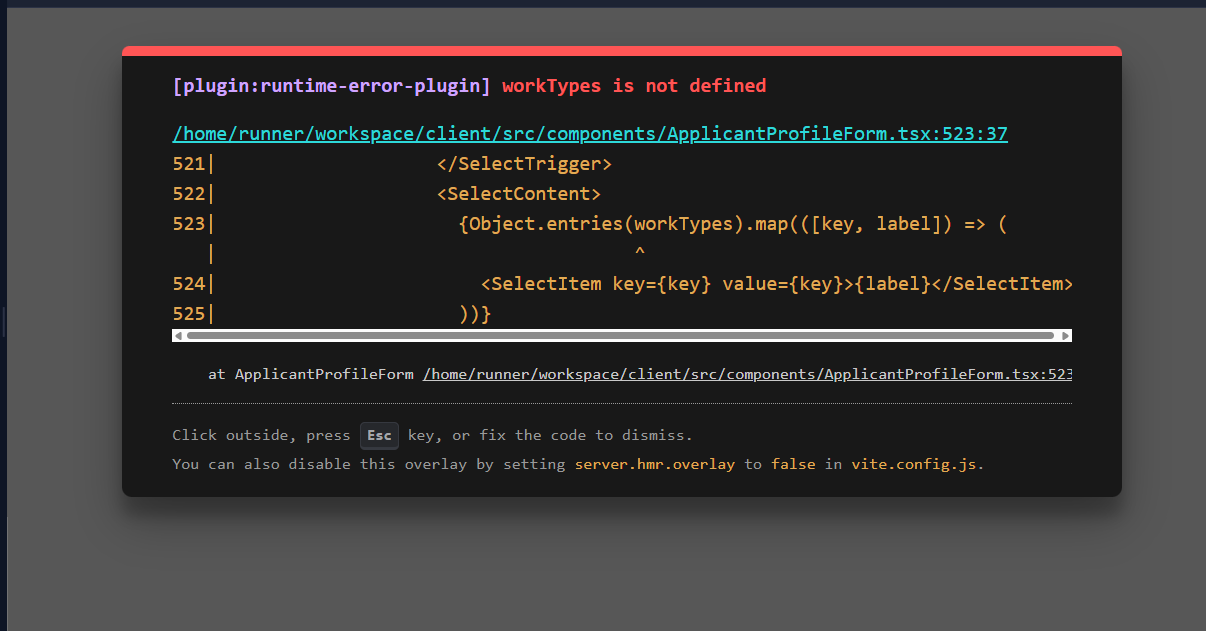 [plugin:runtime-error-plugin] workTypes is not defined
/home/runner/workspace/client/src/components/ApplicantProfileForm.tsx:523:37
521|                    </SelectTrigger>
522|                    <SelectContent>
523|                      {Object.entries(workTypes).map(([key, label]) => (
   |                                      ^
524|                        <SelectItem key={key} value={key}>{label}</SelectItem>
525|                      ))}
at ApplicantProfileForm /home/runner/workspace/client/src/components/ApplicantProfileForm.tsx:523
Click outside, press Esc key, or fix the code to dismiss.
You can also disable this overlay by setting server.hmr.overlay to false in vite.config.js.